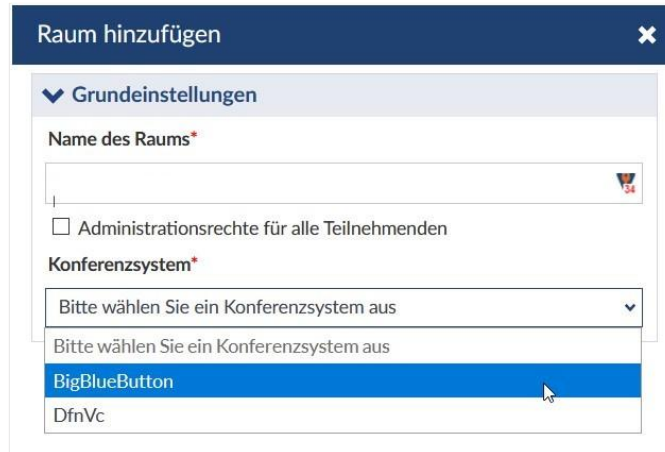 Raum hinzufügen
Grundeinstellungen
Name des Raums*
34
Administrationsrechte für alle Teilnehmenden
Konferenzsystem*
Bitte wählen Sie ein Konferenzsystem aus
Bitte wählen Sie ein Konferenzsystem aus
BigBlueButton
DfnVc